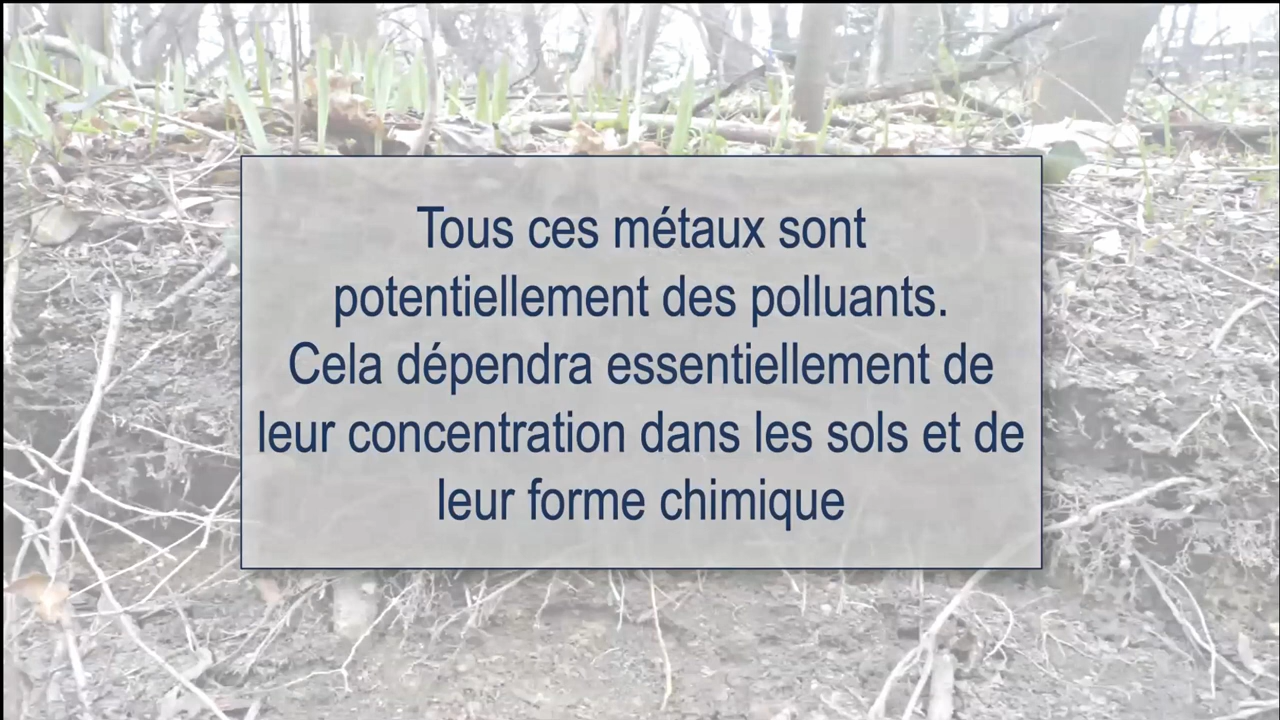 Tous ces métaux sont
potentiellement des polluants.
Cela dépendra essentiellement de
leur concentration dans les sols et de
leur forme chimique